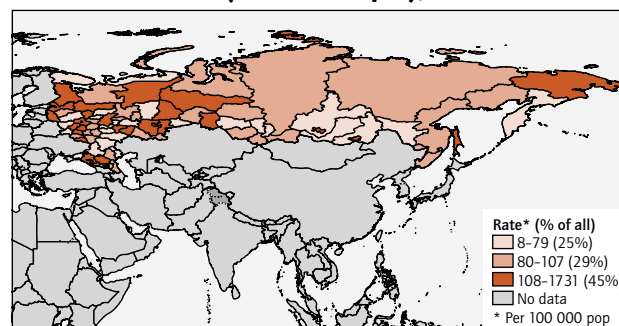 Rate* (% of all)
8–79 (25%)
80–107 (29%)
108–1731 (45%
No data
* Per 100 000 pop